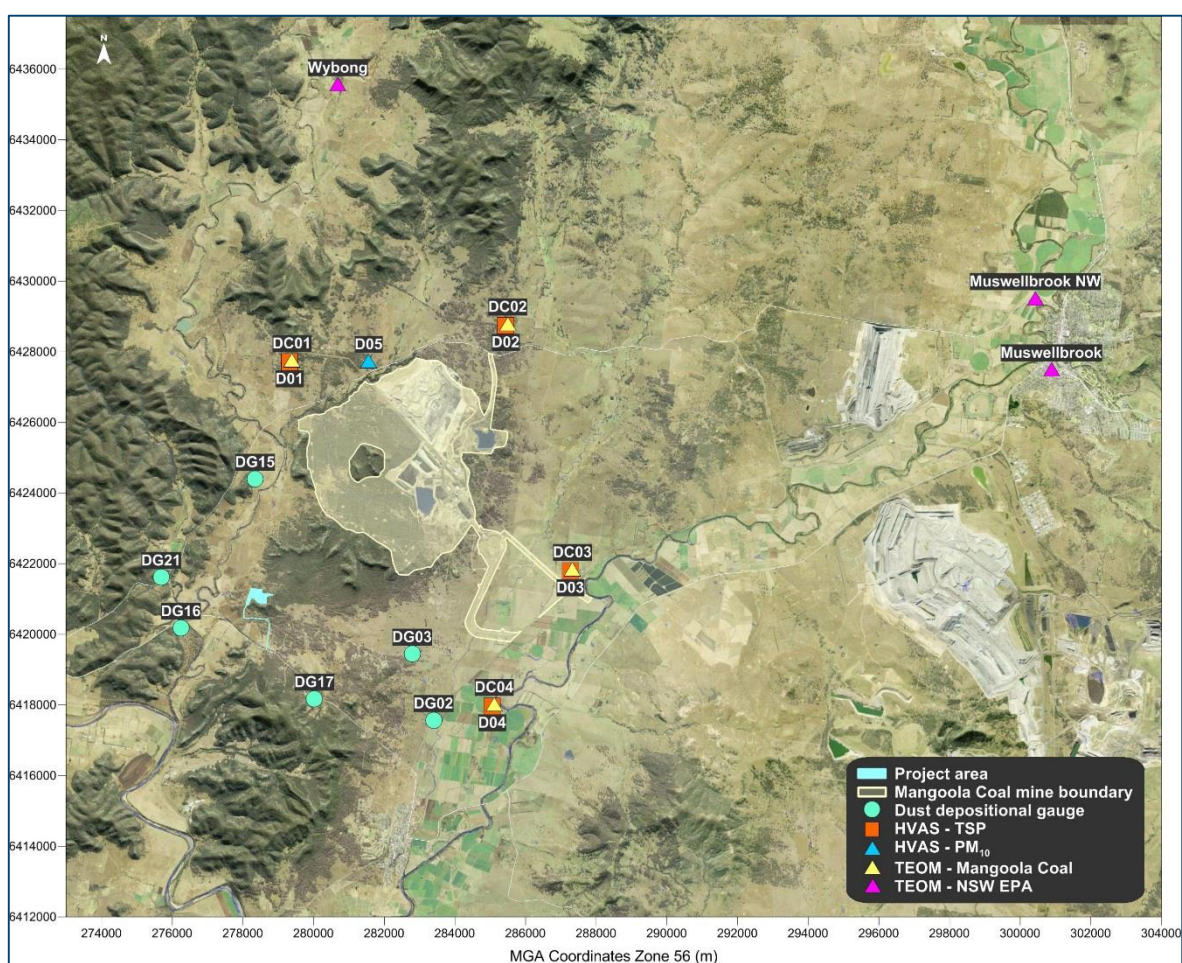 N
6436000
6434000
6432000
6430000
6428000
6426000
6424000
6422000
6420000
6418000
6416000
6414000
6412000
Wybong
Muswellbrook NW
Muswellbrook
DC02
D02
DC01
D05
D01
DG15
DC03
D03
DG21
DG16
DG03
DG17
DC04
DG02
D04
Project area
Mangoola Coal mine boundary
Dust depositional gauge
HVAS - TSP
HVAS - PM₁₀
TEOM - Mangoola Coal
TEOM - NSW EPA
274000 276000 278000 280000 282000 284000 286000 288000 290000 292000 294000 296000 298000 300000 302000 304000
MGA Coordinates Zone 56 (m)